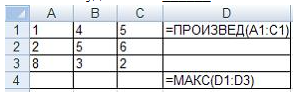 A B C D
1 1 4 5 =ПРОИЗВЕД(A1:C1)
2 2 5 6
3 8 3 2
4 =МАКС(D1:D3)